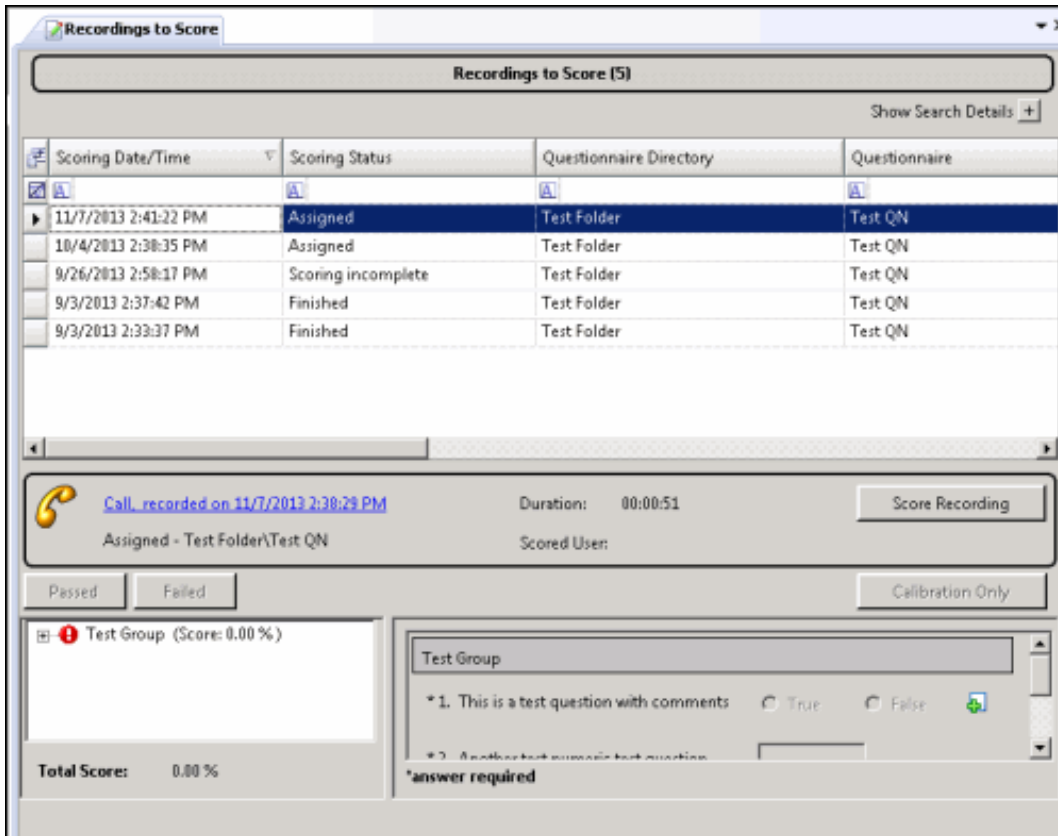 Recordings to Score
Recordings to Score (5)
Show Search Details +
Scoring Date/Time Scoring Status Questionnaire Directory Questionnaire
A A A A
11/7/2013 2:41:22 PM Assigned Test Folder Test QN
10/4/2013 2:38:35 PM Assigned Test Folder Test QN
9/26/2013 2:58:17 PM Scoring incomplete Test Folder Test QN
9/3/2013 2:37:42 PM Finished Test Folder Test QN
9/3/2013 2:33:37 PM Finished Test Folder Test QN
Call, recorded on 11/7/2013 2:38:29 PM Duration: 00:00:51 Score Recording
Assigned - Test Folder\Test QN Scored User:
Passed Failed Calibration Only
Test Group (Score: 0.00 %)
Test Group
* 1. This is a test question with comments True False
* 2. Another test numeric test question
Total Score: 0.00 %
*answer required